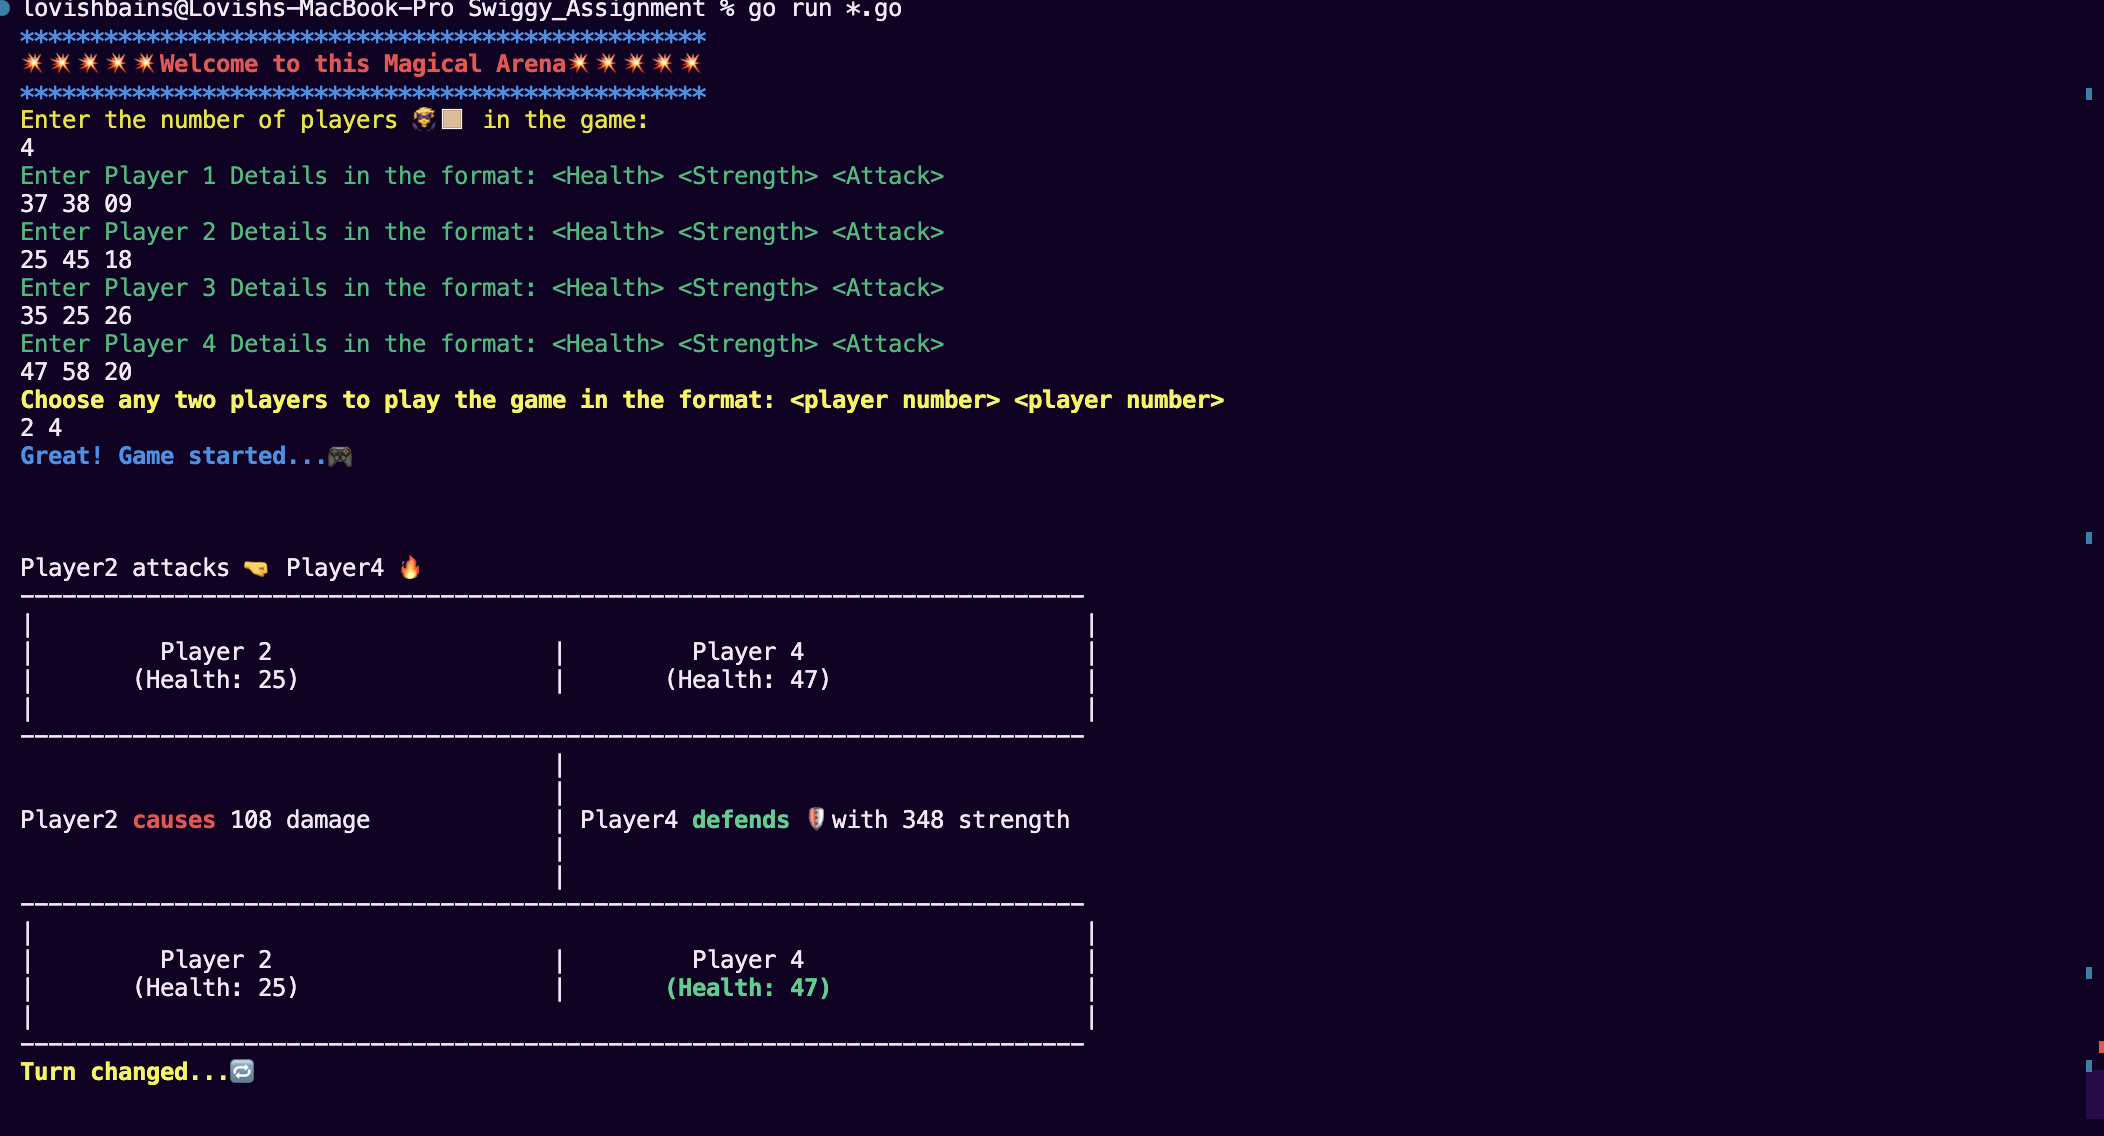 lovishbains@Lovishs-MacBook-Pro Swiggy_Assignment % go run *.go
*************************************************
💥💥💥💥💥Welcome to this Magical Arena💥💥💥💥💥
*************************************************
Enter the number of players 🦹🏼 in the game:
4
Enter Player 1 Details in the format: <Health> <Strength> <Attack>
37 38 09
Enter Player 2 Details in the format: <Health> <Strength> <Attack>
25 45 18
Enter Player 3 Details in the format: <Health> <Strength> <Attack>
35 25 26
Enter Player 4 Details in the format: <Health> <Strength> <Attack>
47 58 20
Choose any two players to play the game in the format: <player number> <player number>
2 4
Great! Game started...🎮
Player2 attacks 🤜 Player4 🔥
Player 2 | Player 4
(Health: 25) | (Health: 47)
Player2 causes 108 damage | Player4 defends 🛡with 348 strength
Player 2 | Player 4
(Health: 25) | (Health: 47)
Turn changed...🔁